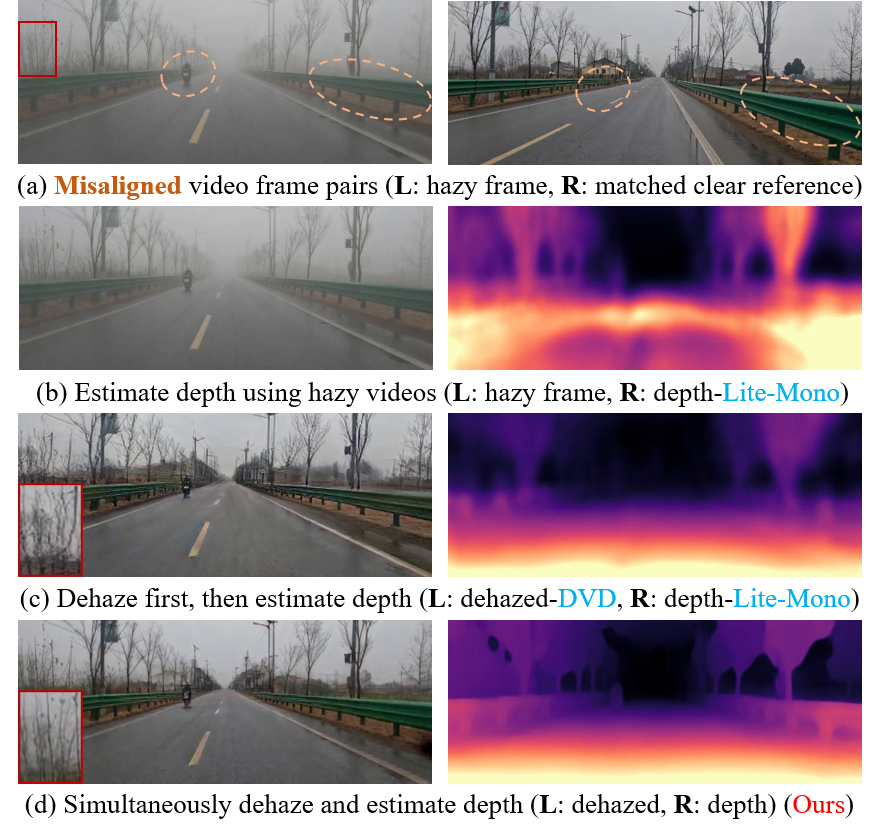 (a) Misaligned video frame pairs (L: hazy frame, R: matched clear reference)
(b) Estimate depth using hazy videos (L: hazy frame, R: depth-Lite-Mono)
(c) Dehaze first, then estimate depth (L: dehazed-DVD, R: depth-Lite-Mono)
(d) Simultaneously dehaze and estimate depth (L: dehazed, R: depth) (Ours)